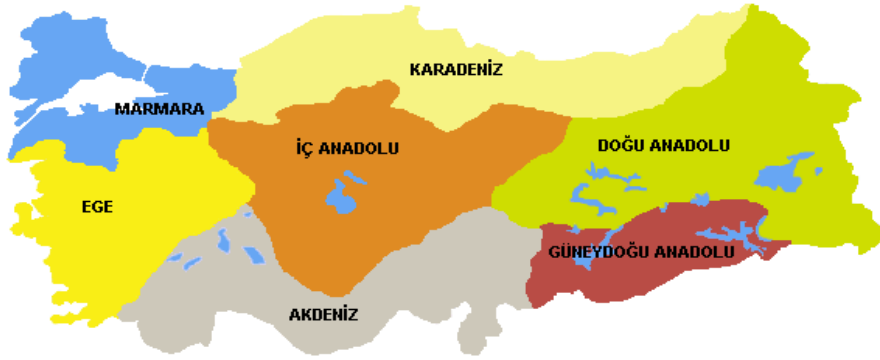 KARADENİZ
MARMARA
İÇ ANADOLU
DOĞU ANADOLU
EGE
GÜNEYDOĞU ANADOLU
AKDENİZ